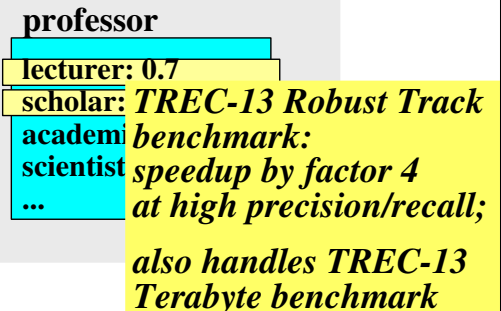 professor
lecturer: 0.7
scholar:
academi
scientist
...
TREC-13 Robust Track
benchmark:
speedup by factor 4
at high precision/recall;
also handles TREC-13
Terabyte benchmark